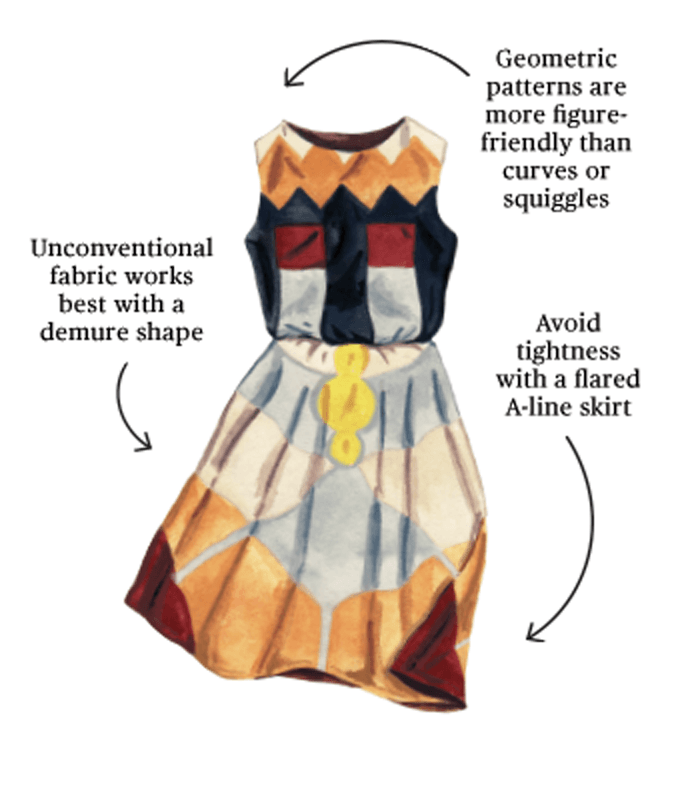 Geometric
patterns are
more figure-
friendly than
curves or
squiggles
Unconventional
fabric works
best with a
demure shape
Avoid
tightness
with a flared
A-line skirt